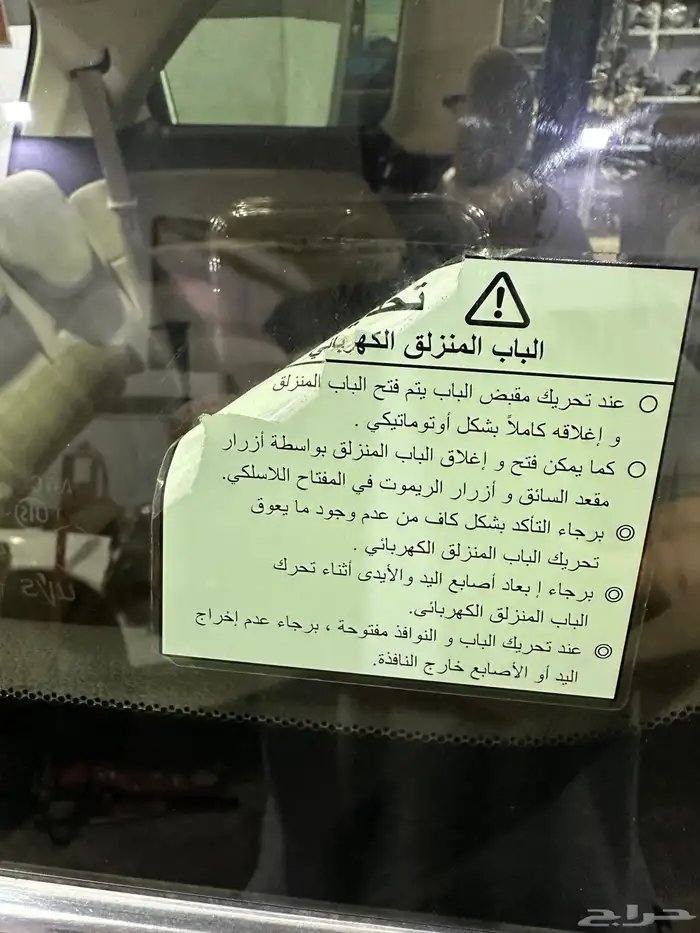 الباب المنزلق الكهربائي
○ عند تحريك مقبض الباب يتم فتح الباب المنزلق
و إغلاقه كاملاً بشكل أوتوماتيكي .
○ كما يمكن فتح و إغلاق الباب المنزلق بواسطة أزرار
مقعد السائق و أزرار الريموت في المفتاح اللاسلكي.
◎ برجاء التأكد بشكل كاف من عدم وجود ما يعوق
تحريك الباب المنزلق الكهربائي .
◎ برجاء إ بعاد أصابع اليد والأيدى أثناء تحرك
الباب المنزلق الكهربائى.
◎ عند تحريك الباب و النوافذ مفتوحة ، برجاء عدم إخراج
اليد أو الأصابع خارج النافذة.
حراج